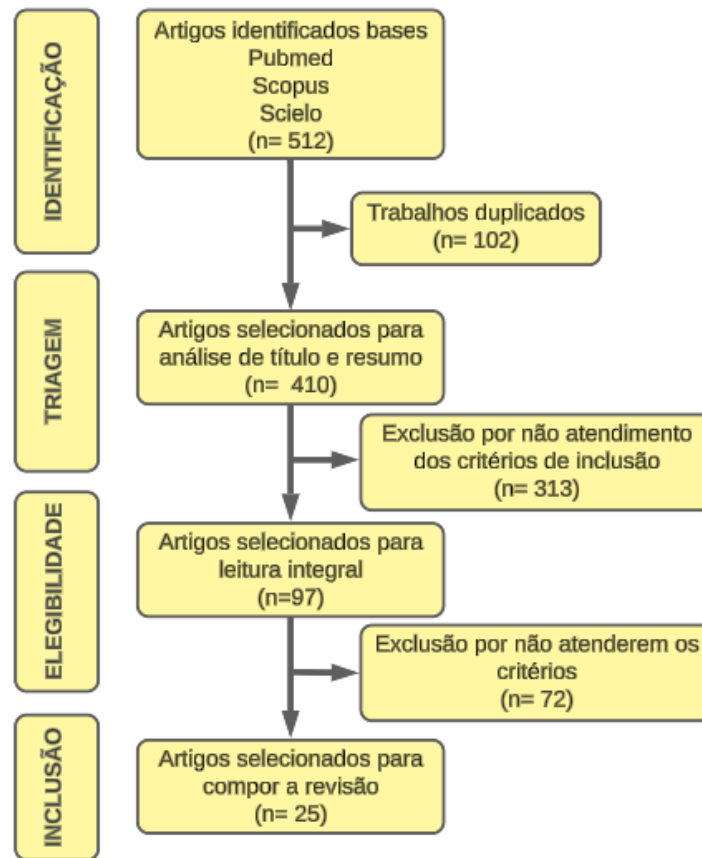 IDENTIFICAÇÃO
Artigos identificados bases
Pubmed
Scopus
Scielo
(n= 512)
Trabalhos duplicados
(n= 102)
TRIAGEM
Artigos selecionados para
análise de título e resumo
(n= 410)
Exclusão por não atendimento
dos critérios de inclusão
(n= 313)
ELEGIBILIDADE
Artigos selecionados para
leitura integral
(n=97)
Exclusão por não atenderem os
critérios
(n= 72)
INCLUSÃO
Artigos selecionados para
compor a revisão
(n= 25)